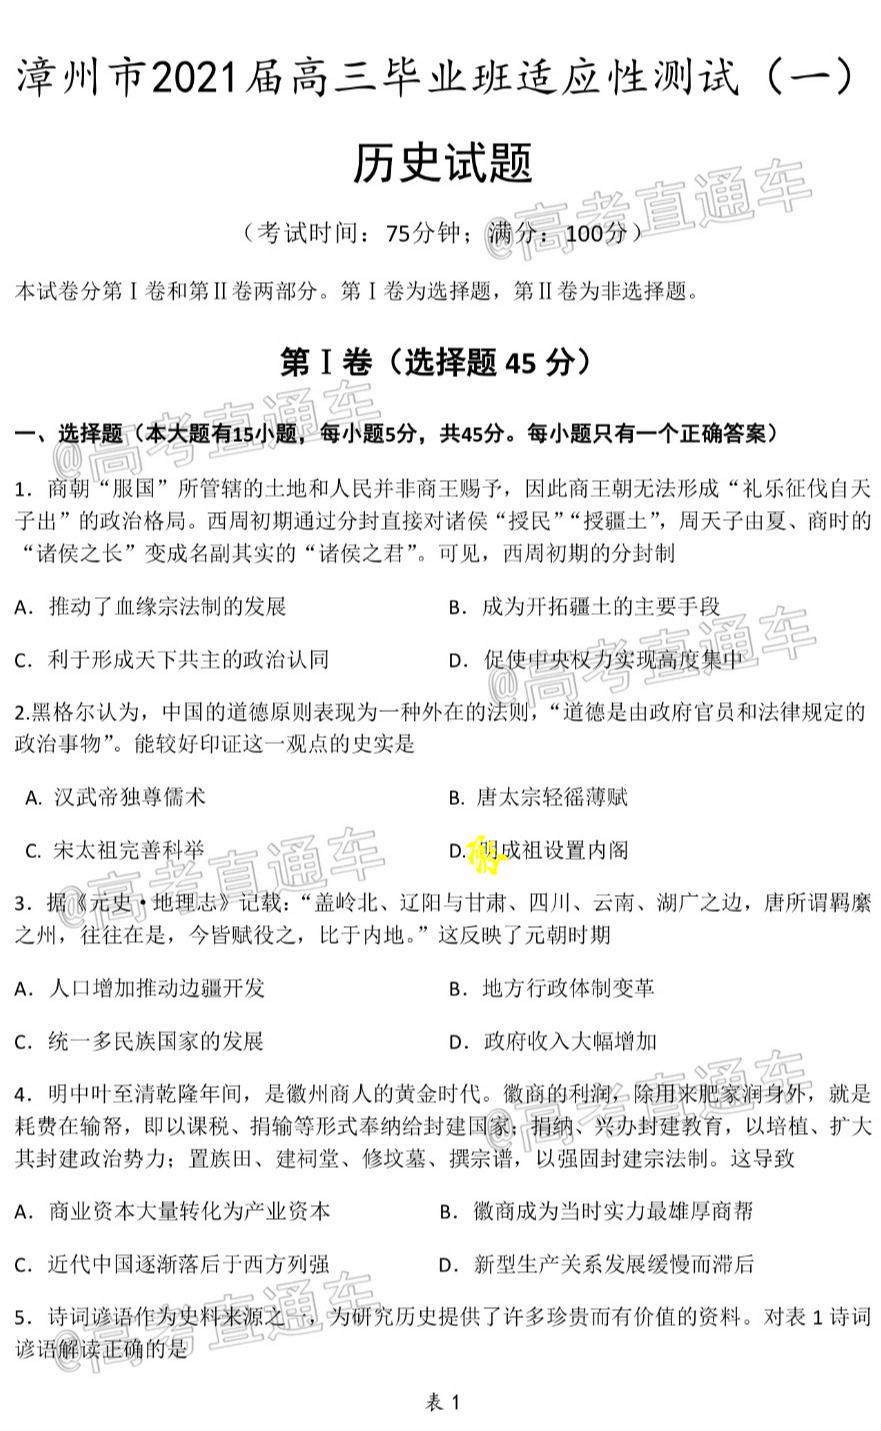 漳州市2021届高三毕业班适应性测试（一）
历史试题
（考试时间：75分钟；满分：100分）
@高考直通车
本试卷分第Ⅰ卷和第Ⅱ卷两部分。第Ⅰ卷为选择题，第Ⅱ卷为非选择题。
第Ⅰ卷（选择题 45 分）
@高考直通车
一、选择题（本大题有15小题，每小题5分，共45分。每小题只有一个正确答案）
1．商朝“服国”所管辖的土地和人民并非商王赐予，因此商王朝无法形成“礼乐征伐自天
子出”的政治格局。西周初期通过分封直接对诸侯“授民”“授疆土”，周天子由夏、商时的
“诸侯之长”变成名副其实的“诸侯之君”。可见，西周初期的分封制
A．推动了血缘宗法制的发展 B．成为开拓疆土的主要手段
C．利于形成天下共主的政治认同 D．促使中央权力实现高度集中
@高考直通车
2.黑格尔认为，中国的道德原则表现为一种外在的法则，“道德是由政府官员和法律规定的
政治事物”。能较好印证这一观点的史实是
A. 汉武帝独尊儒术 B. 唐太宗轻徭薄赋
C. 宋太祖完善科举 D. 明成祖设置内阁
@高考直通车
3．据《元史·地理志》记载：“盖岭北、辽阳与甘肃、四川、云南、湖广之边，唐所谓羁縻
之州，往往在是，今皆赋役之，比于内地。”这反映了元朝时期
A．人口增加推动边疆开发 B．地方行政体制变革
C．统一多民族国家的发展 D．政府收入大幅增加
@高考直通车
4．明中叶至清乾隆年间，是徽州商人的黄金时代。徽商的利润，除用来肥家润身外，就是
耗费在输帑，即以课税、捐输等形式奉纳给封建国家；捐纳、兴办封建教育，以培植、扩大
其封建政治势力；置族田、建祠堂、修坟墓、撰宗谱，以强固封建宗法制。这导致
A．商业资本大量转化为产业资本 B．徽商成为当时实力最雄厚商帮
C．近代中国逐渐落后于西方列强 D．新型生产关系发展缓慢而滞后
@高考直通车
5．诗词谚语作为史料来源之一，为研究历史提供了许多珍贵而有价值的资料。对表 1 诗词
谚语解读正确的是
表 1